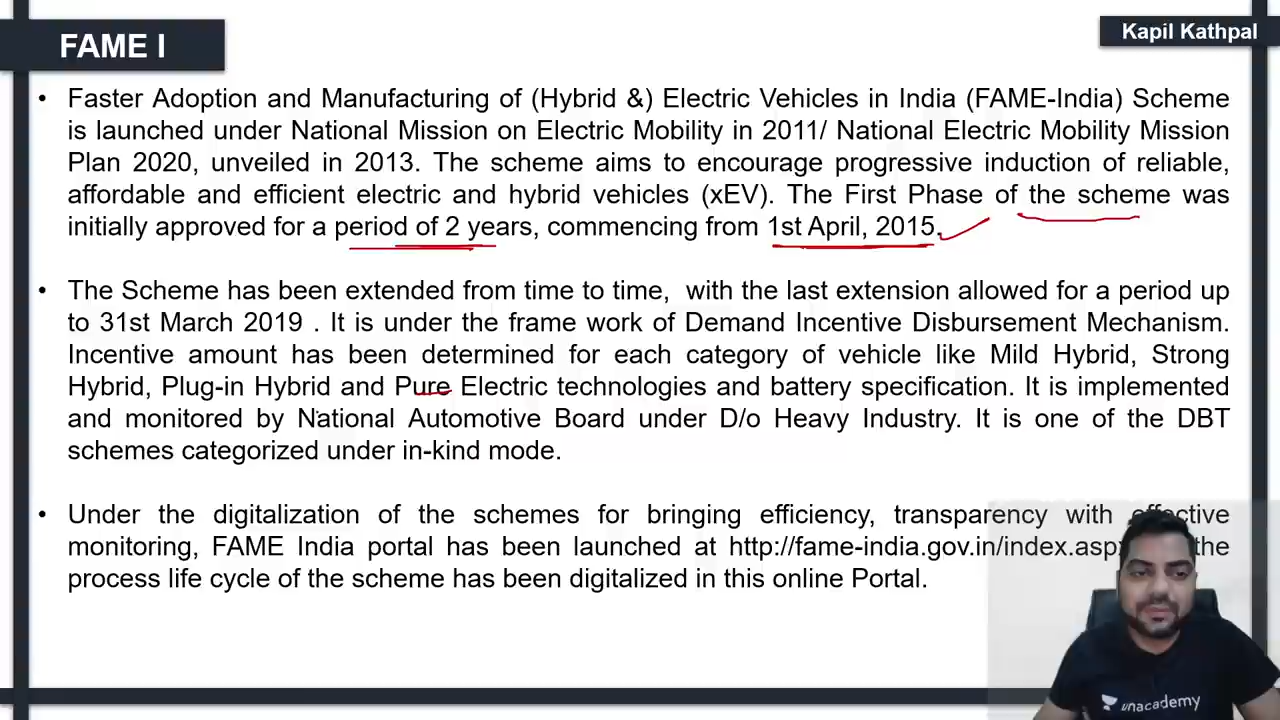 FAME I
Kapil Kathpal
• Faster Adoption and Manufacturing of (Hybrid &) Electric Vehicles in India (FAME-India) Scheme
is launched under National Mission on Electric Mobility in 2011/ National Electric Mobility Mission
Plan 2020, unveiled in 2013. The scheme aims to encourage progressive induction of reliable,
affordable and efficient electric and hybrid vehicles (xEV). The First Phase of the scheme was
initially approved for a period of 2 years, commencing from 1st April, 2015.
• The Scheme has been extended from time to time, with the last extension allowed for a period up
to 31st March 2019 . It is under the frame work of Demand Incentive Disbursement Mechanism.
Incentive amount has been determined for each category of vehicle like Mild Hybrid, Strong
Hybrid, Plug-in Hybrid and Pure Electric technologies and battery specification. It is implemented
and monitored by National Automotive Board under D/o Heavy Industry. It is one of the DBT
schemes categorized under in-kind mode.
• Under the digitalization of the schemes for bringing efficiency, transparency with effective
monitoring, FAME India portal has been launched at http://fame-india.gov.in/index.aspx the
process life cycle of the scheme has been digitalized in this online Portal.
unacademy